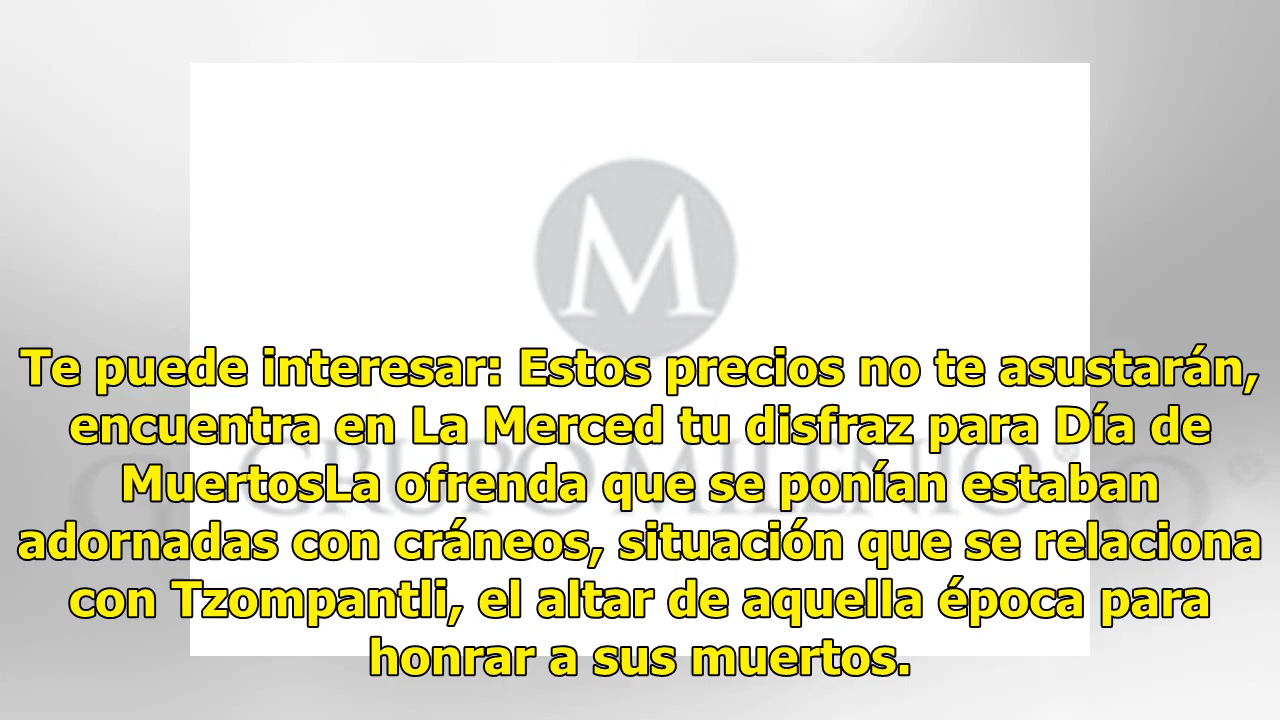 M
Te puede interesar: Estos precios no te asustarán,
encuentra en La Merced tu disfraz para Día de
GRUPO MILENIO®
MuertosLa ofrenda que se ponían estaban
adornadas con cráneos, situación que se relaciona
con Tzompantli, el altar de aquella época para
honrar a sus muertos.